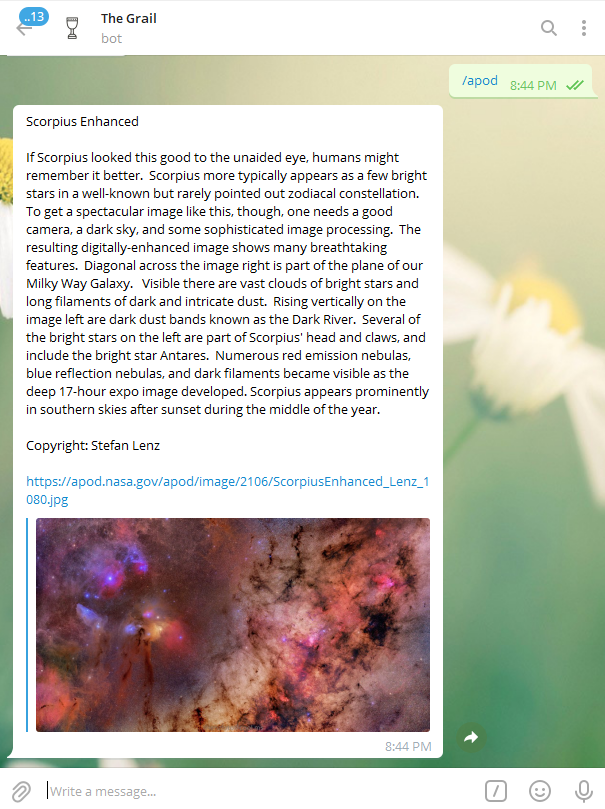 ..13
The Grail
bot
/apod
8:44 PM
Scorpius Enhanced
If Scorpius looked this good to the unaided eye, humans might
remember it better.  Scorpius more typically appears as a few bright
stars in a well-known but rarely pointed out zodiacal constellation.
To get a spectacular image like this, though, one needs a good
camera, a dark sky, and some sophisticated image processing.  The
resulting digitally-enhanced image shows many breathtaking
features.  Diagonal across the image right is part of the plane of our
Milky Way Galaxy.   Visible there are vast clouds of bright stars and
long filaments of dark and intricate dust.  Rising vertically on the
image left are dark dust bands known as the Dark River.  Several of
the bright stars on the left are part of Scorpius' head and claws, and
include the bright star Antares.  Numerous red emission nebulas,
blue reflection nebulas, and dark filaments became visible as the
deep 17-hour expo image developed. Scorpius appears prominently
in southern skies after sunset during the middle of the year.
Copyright: Stefan Lenz
https://apod.nasa.gov/apod/image/2106/ScorpiusEnhanced_Lenz_1
080.jpg
8:44 PM
Write a message...